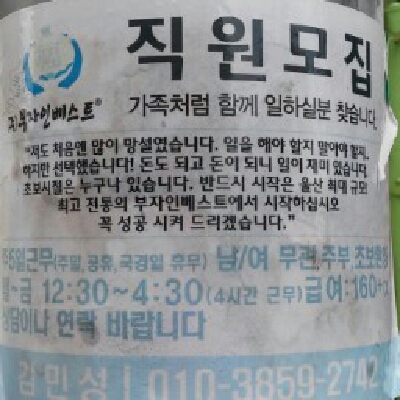 직원모집
(주)부자인베스트®
가족처럼 함께 일하실분 찾습니다.
"저도 처음엔 많이 망설였습니다. 일을 해야 할지 말아야 할지,
하지만 선택했습니다! 돈도 되고 돈이 되니 일이 재미 있습니다.
초보시절은 누구나 있습니다. 반드시 시작은 울산 최대 규모!
최고 전통의 부자인베스트에서 시작하십시오
꼭 성공 시켜 드리겠습니다."
주5일근무(주말,공유,국경일 휴무) 남/여 무관,주부,초보환영
월~금 12:30~4:30(4시간 근무) 급여:160+
상담이나 연락 바랍니다
김민성 010-3859-2742